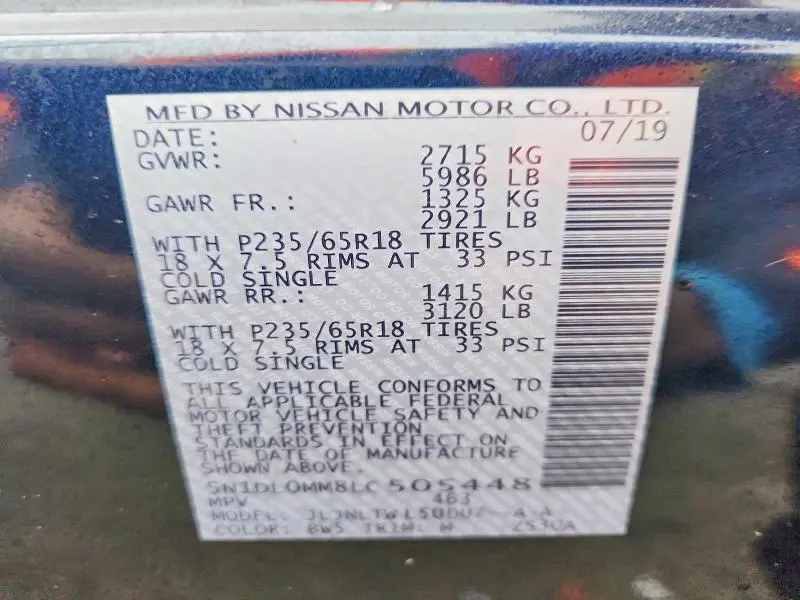 MFD BY NISSAN MOTOR CO., LTD.
DATE: 07/19
GVWR: 2715 KG
5986 LB
GAWR FR.: 1325 KG
2921 LB
WITH P235/65R18 TIRES
18 X 7.5 RIMS AT 33 PSI
COLD SINGLE
GAWR RR.: 1415 KG
3120 LB
WITH P235/65R18 TIRES
18 X 7.5 RIMS AT 33 PSI
COLD SINGLE
THIS VEHICLE CONFORMS TO
ALL APPLICABLE FEDERAL
MOTOR VEHICLE SAFETY AND
THEFT PREVENTION
STANDARDS IN EFFECT ON
THE DATE OF MANUFACTURE
SHOWN ABOVE.
5N1DL0MM8LC505448
MPV 463
MODEL:
COLOR: BW5 TRIM: